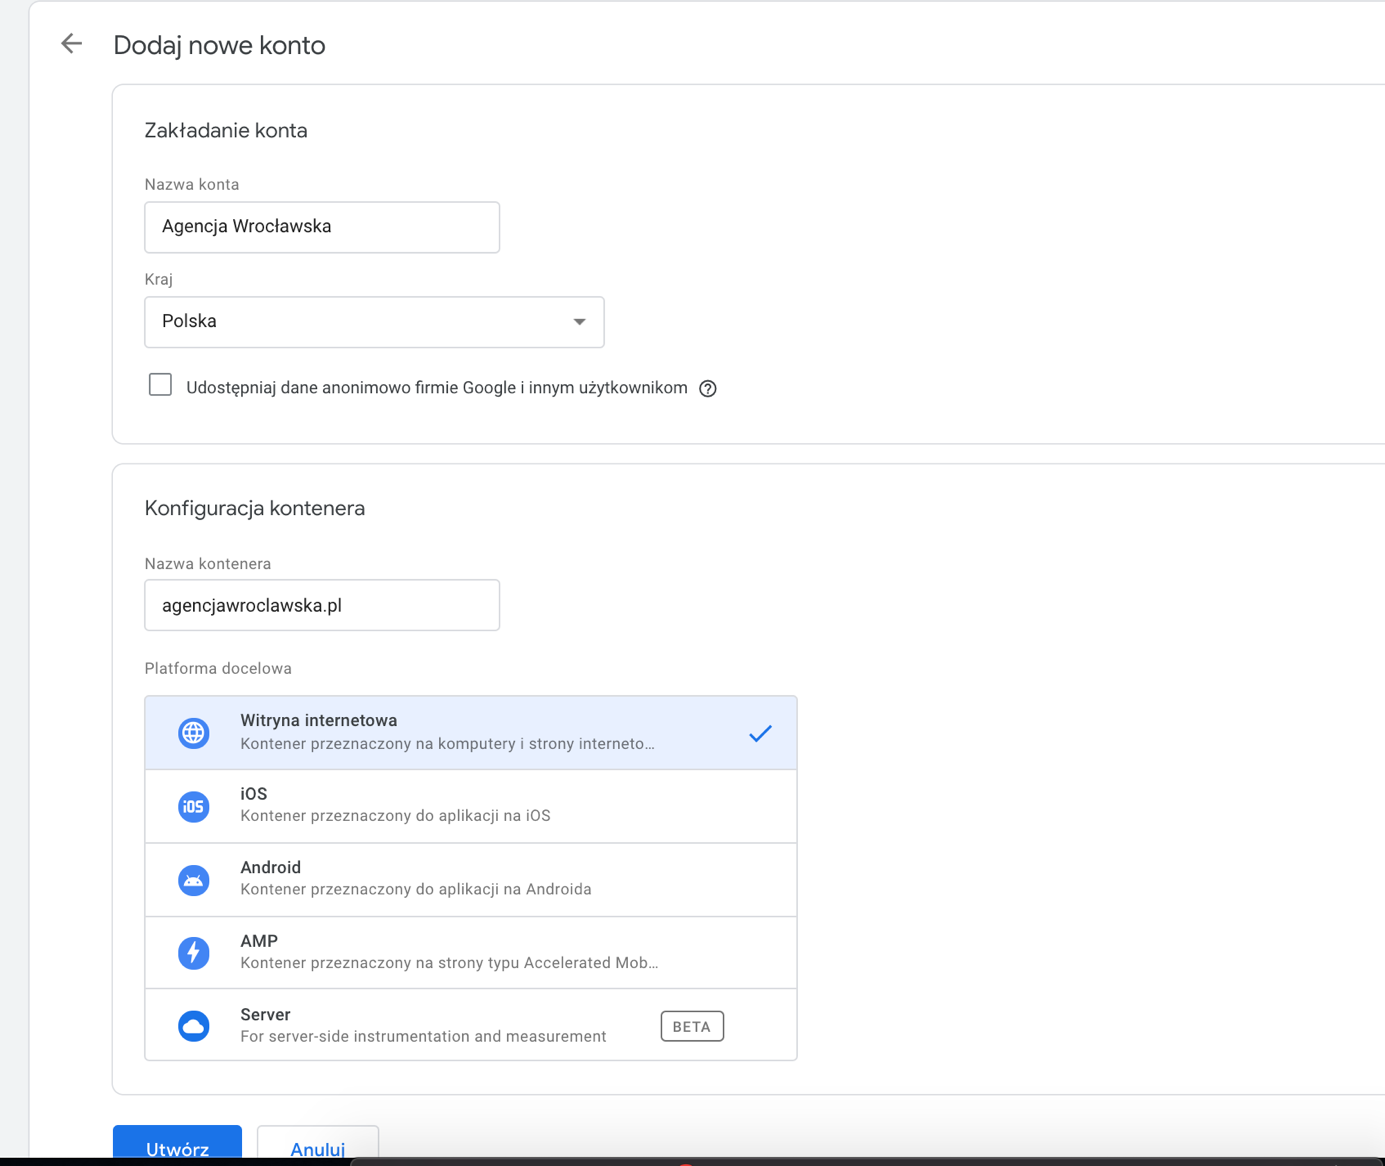 Dodaj nowe konto
Zakładanie konta
Nazwa konta
Agencja Wrocławska
Kraj
Polska
Udostępniaj dane anonimowo firmie Google i innym użytkownikom
Konfiguracja kontenera
Nazwa kontenera
agencjawroclawska.pl
Platforma docelowa
Witryna internetowa
Kontener przeznaczony na komputery i strony interneto...
iOS
iOS
Kontener przeznaczony do aplikacji na iOS
Android
Kontener przeznaczony do aplikacji na Androida
AMP
Kontener przeznaczony na strony typu Accelerated Mob...
Server
For server-side instrumentation and measurement
BETA
Utwórz
Anuluj